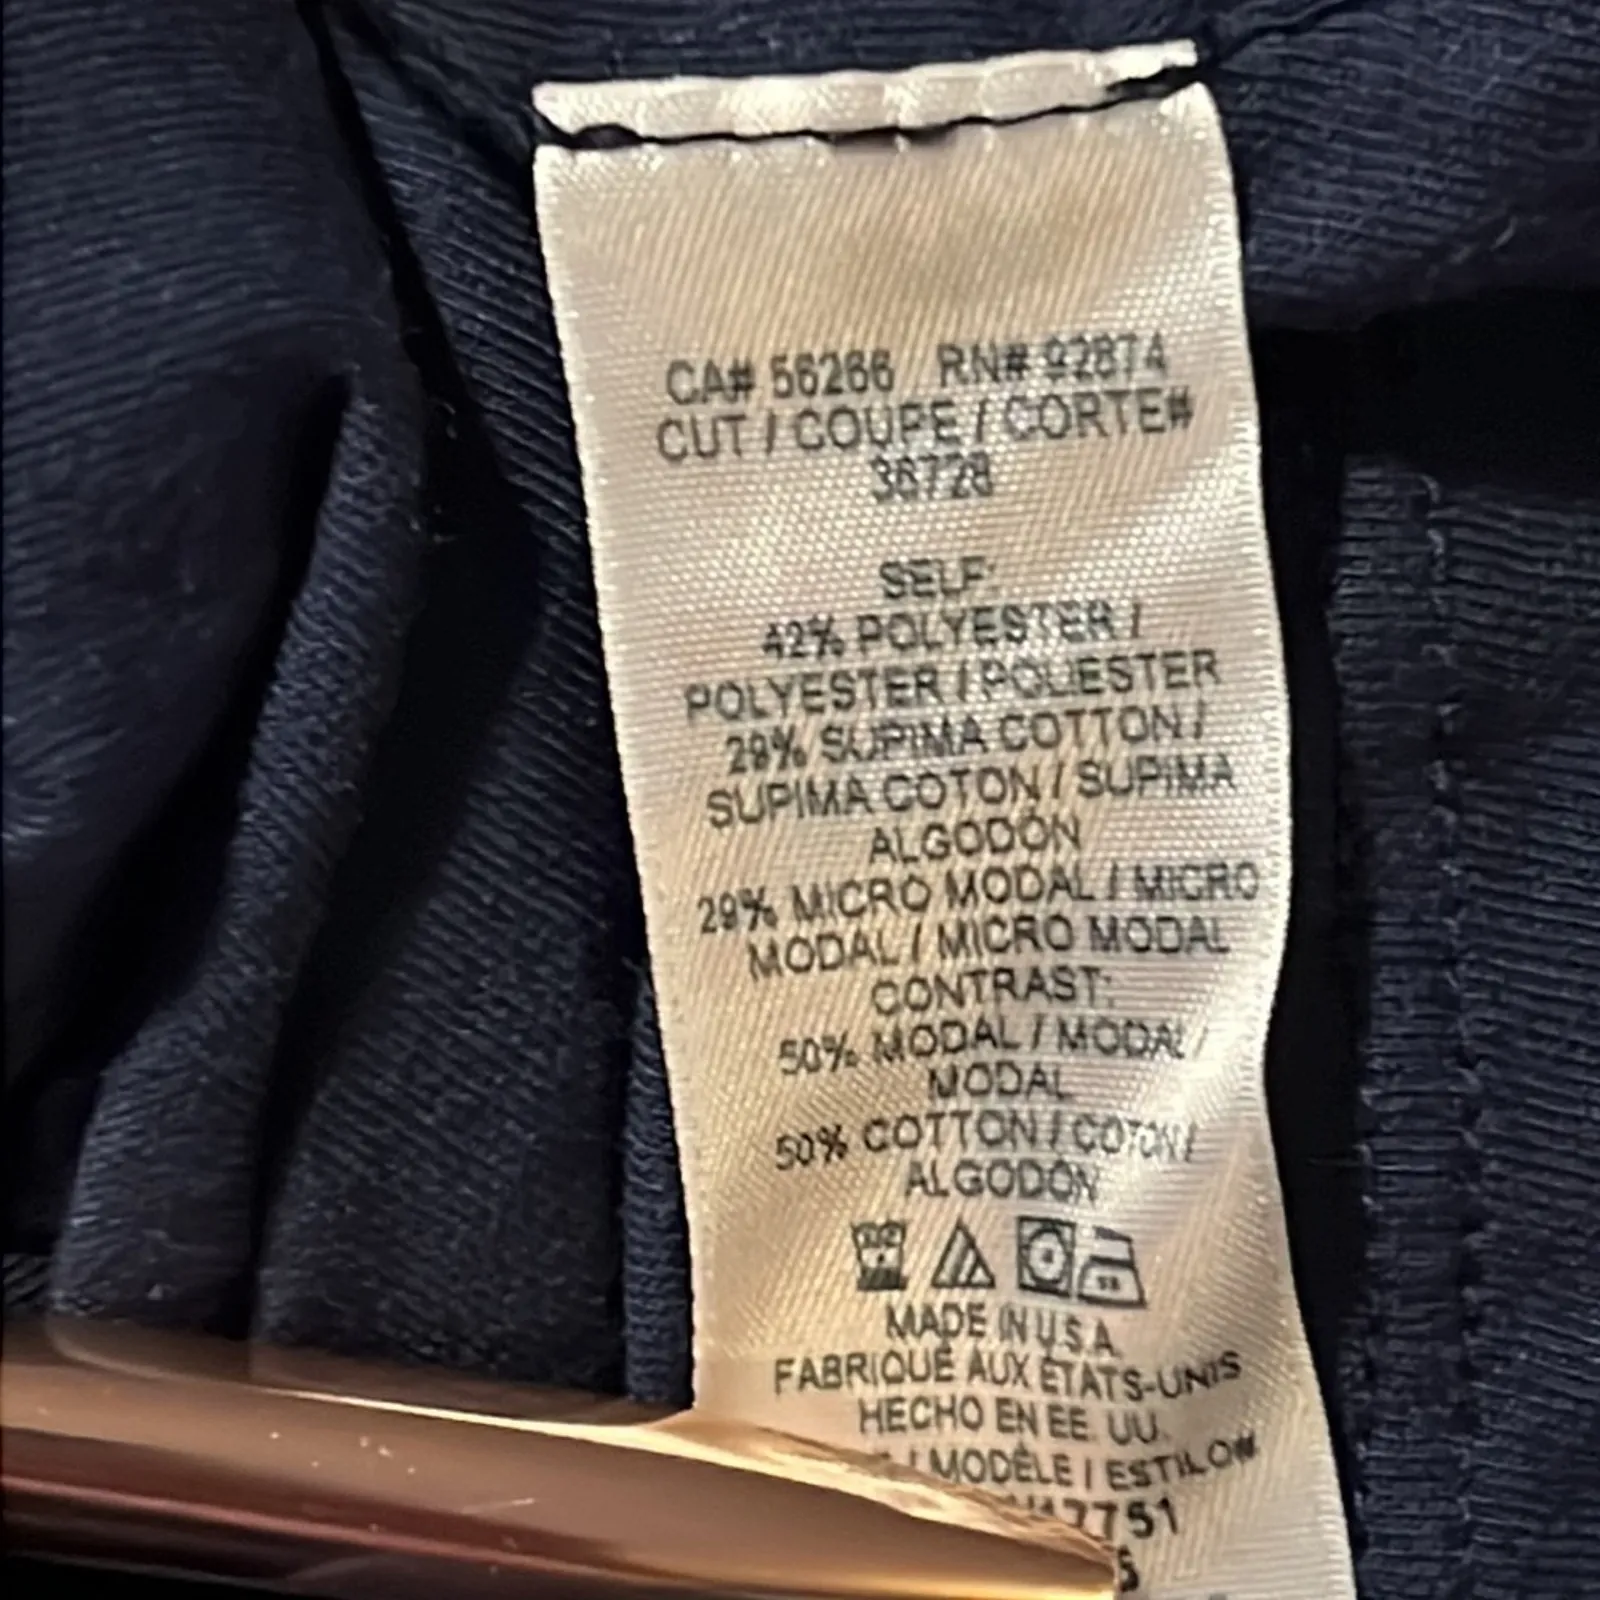 CA# 56266 RN# 92874
CUT / COUPE / CORTE#
36728
SELF:
42% POLYESTER /
POLYESTER / POLIESTER
29% SUPIMA COTTON /
SUPIMA COTON / SUPIMA
ALGODÓN
29% MICRO MODAL / MICRO
MODAL / MICRO MODAL
CONTRAST:
50% MODAL / MODAL /
MODAL
50% COTTON / COTON /
ALGODÓN
MADE IN U.S.A.
FABRIQUÉ AUX ÉTATS-UNIS
HECHO EN EE. UU.
/ MODÈLE / ESTILO#